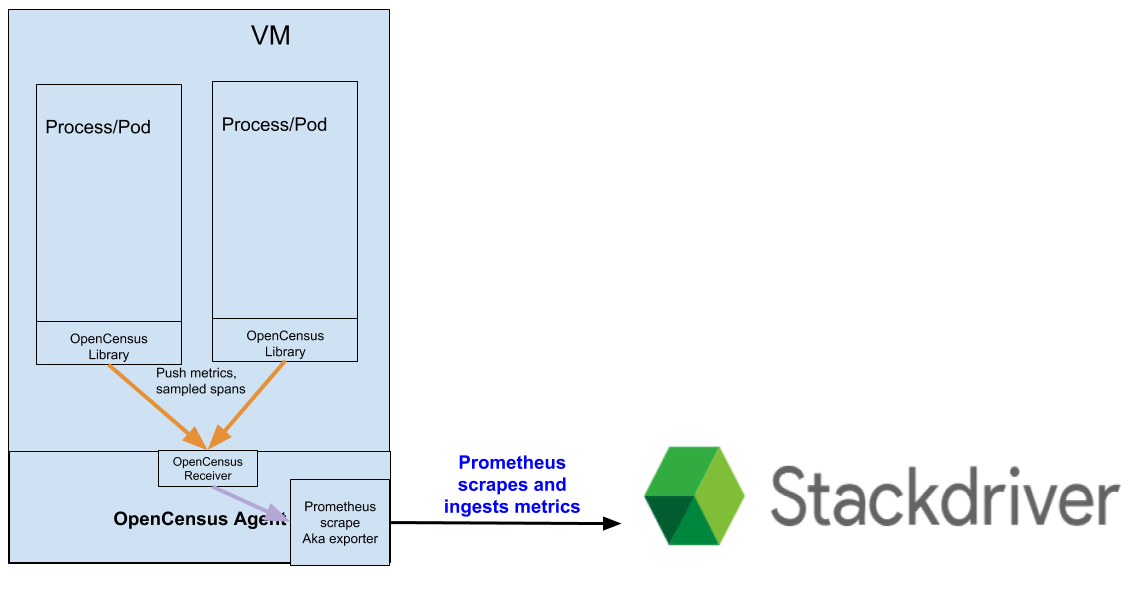 VM
Process/Pod
Process/Pod
OpenCensus
Library
OpenCensus
Library
Push metrics,
sampled spans
OpenCensus
Receiver
OpenCensus Agent
Prometheus
scrape
Aka exporter
Prometheus
scrapes and
ingests metrics
Stackdriver